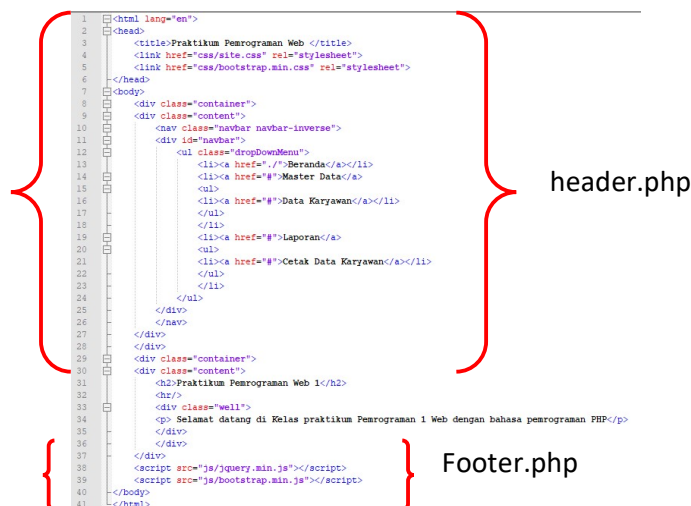 1 <html lang="en">
2 <head>
3 <title>Praktikum Pemrograman Web </title>
4 <link href="css/site.css" rel="stylesheet">
5 <link href="css/bootstrap.min.css" rel="stylesheet">
6 </head>
7 <body>
8 <div class="container">
9 <div class="content">
10 <nav class="navbar navbar-inverse">
11 <div id="navbar">
12 <ul class="dropDownMenu">
13 <li><a href="./">Beranda</a></li>
14 <li><a href="#">Master Data</a>
15 <ul>
16 <li><a href="#">Data Karyawan</a></li>
17 </ul>
18 </li>
19 <li><a href="#">Laporan</a>
20 <ul>
21 <li><a href="#">Cetak Data Karyawan</a></li>
22 </ul>
23 </li>
24 </ul>
25 </div>
26 </nav>
27 </div>
28 </div>
29 <div class="container">
30 <div class="content">
31 <h2>Praktikum Pemrograman Web 1</h2>
32 <hr/>
33 <div class="well">
34 <p> Selamat datang di Kelas praktikum Pemrograman 1 Web dengan bahasa pemrograman PHP</p>
35 </div>
36 </div>
37 </div>
38 <script src="js/jquery.min.js"></script>
39 <script src="js/bootstrap.min.js"></script>
40 </body>
41 </html>
header.php
Footer.php